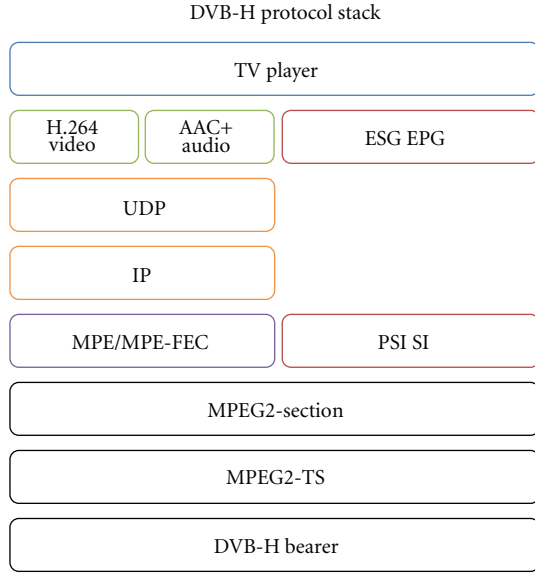 DVB-H protocol stack
TV player
H.264
video
AAC+
audio
ESG EPG
UDP
IP
MPE/MPE-FEC
PSI SI
MPEG2-section
MPEG2-TS
DVB-H bearer